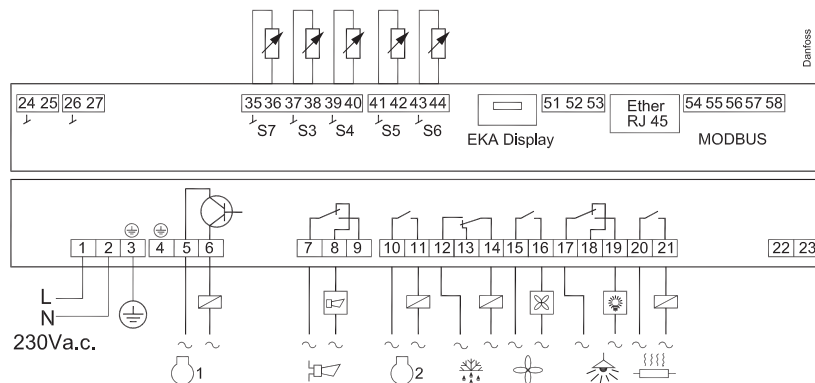 Danfoss
24 25 26 27 35 36 37 38 39 40 41 42 43 44 51 52 53 Ether RJ 45 54 55 56 57 58
S7 S3 S4 S5 S6 EKA Display MODBUS
1 2 3 4 5 6 7 8 9 10 11 12 13 14 15 16 17 18 19 20 21 22 23
L
N
230Va.c.
1 2